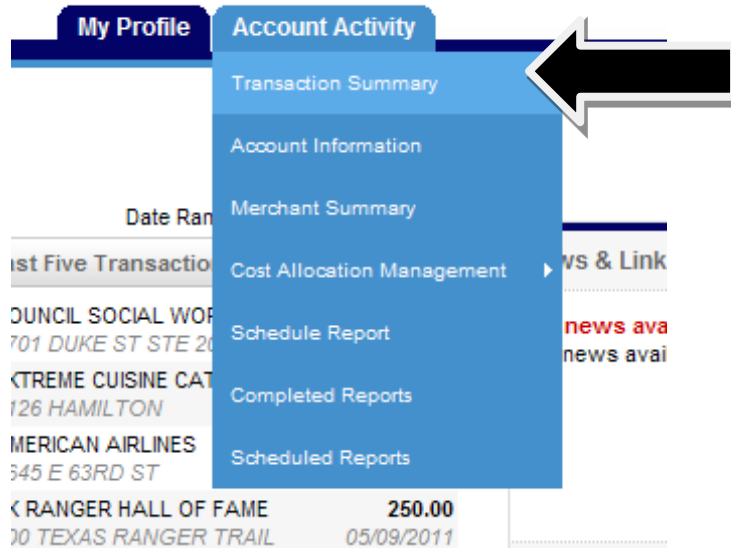 My Profile Account Activity
Transaction Summary
Account Information
Merchant Summary
Cost Allocation Management
Schedule Report
Completed Reports
Scheduled Reports
Date Ran
ast Five Transactio
OUNCIL SOCIAL WOR
701 DUKE ST STE 20
XTREME CUISINE CAT
126 HAMILTON
MERICAN AIRLINES
645 E 63RD ST
X RANGER HALL OF FAME 250.00
00 TEXAS RANGER TRAIL 05/09/2011
ws & Link
news ava
news avai